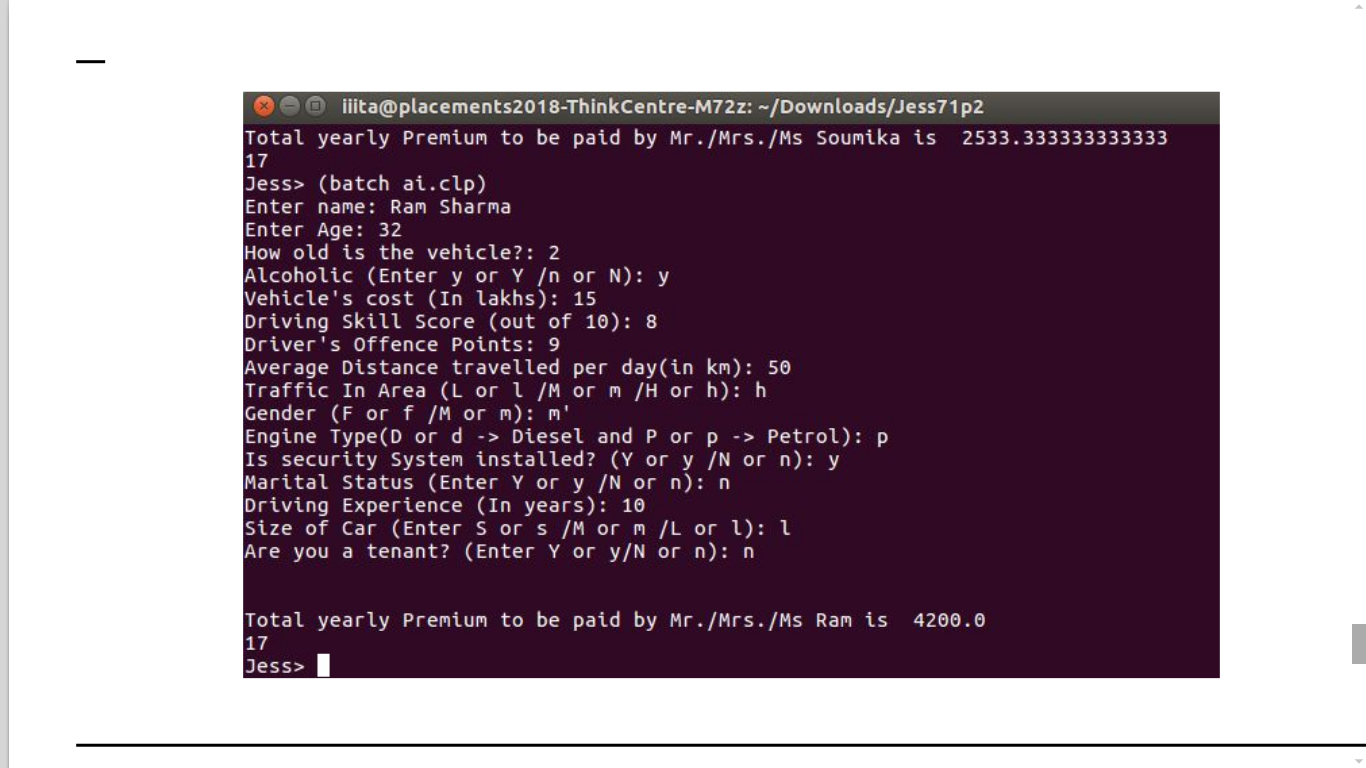 iiita@placements2018-ThinkCentre-M72z: ~/Downloads/Jess71p2
Total yearly Premium to be paid by Mr./Mrs./Ms Soumika is  2533.333333333333
17
Jess> (batch ai.clp)
Enter name: Ram Sharma
Enter Age: 32
How old is the vehicle?: 2
Alcoholic (Enter y or Y /n or N): y
Vehicle's cost (In lakhs): 15
Driving Skill Score (out of 10): 8
Driver's Offence Points: 9
Average Distance travelled per day(in km): 50
Traffic In Area (L or l /M or m /H or h): h
Gender (F or f /M or m): m'
Engine Type(D or d -> Diesel and P or p -> Petrol): p
Is security System installed? (Y or y /N or n): y
Marital Status (Enter Y or y /N or n): n
Driving Experience (In years): 10
Size of Car (Enter S or s /M or m /L or l): l
Are you a tenant? (Enter Y or y/N or n): n
Total yearly Premium to be paid by Mr./Mrs./Ms Ram is  4200.0
17
Jess>